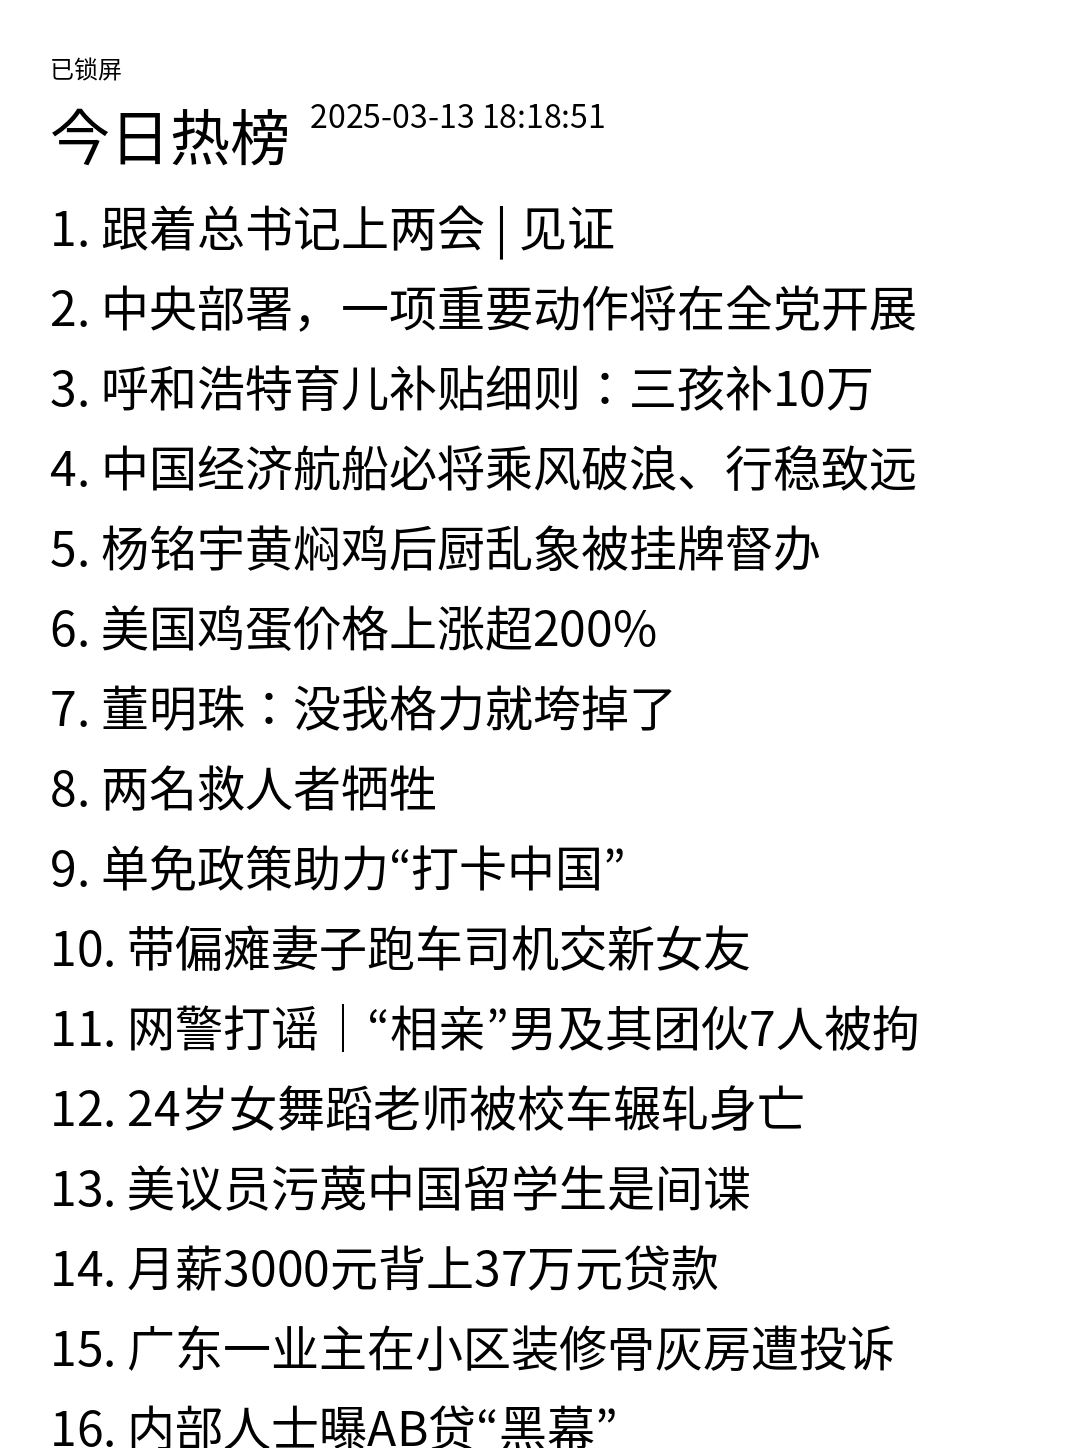 已锁屏
今日热榜 2025-03-13 18:18:51
1. 跟着总书记上两会 | 见证
2. 中央部署，一项重要动作将在全党开展
3. 呼和浩特育儿补贴细则：三孩补10万
4. 中国经济航船必将乘风破浪、行稳致远
5. 杨铭宇黄焖鸡后厨乱象被挂牌督办
6. 美国鸡蛋价格上涨超200%
7. 董明珠：没我格力就垮掉了
8. 两名救人者牺牲
9. 单免政策助力“打卡中国”
10. 带偏瘫妻子跑车司机交新女友
11. 网警打谣｜“相亲”男及其团伙7人被拘
12. 24岁女舞蹈老师被校车辗轧身亡
13. 美议员污蔑中国留学生是间谍
14. 月薪3000元背上37万元贷款
15. 广东一业主在小区装修骨灰房遭投诉
16. 内部人士曝AB贷“黑幕”